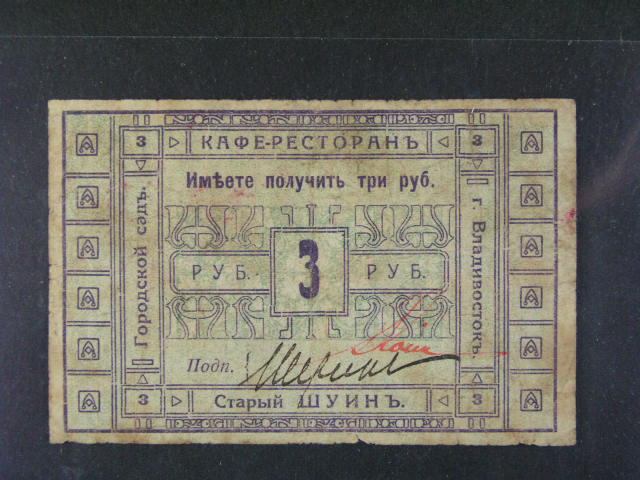 3 КАФЕ-РЕСТОРАНЪ 3
Имѣете получить три руб.
Городской садъ.
г. Владивостокъ.
РУБ. 3 РУБ.
Подп.
3 Старый ШУИНЪ. 3